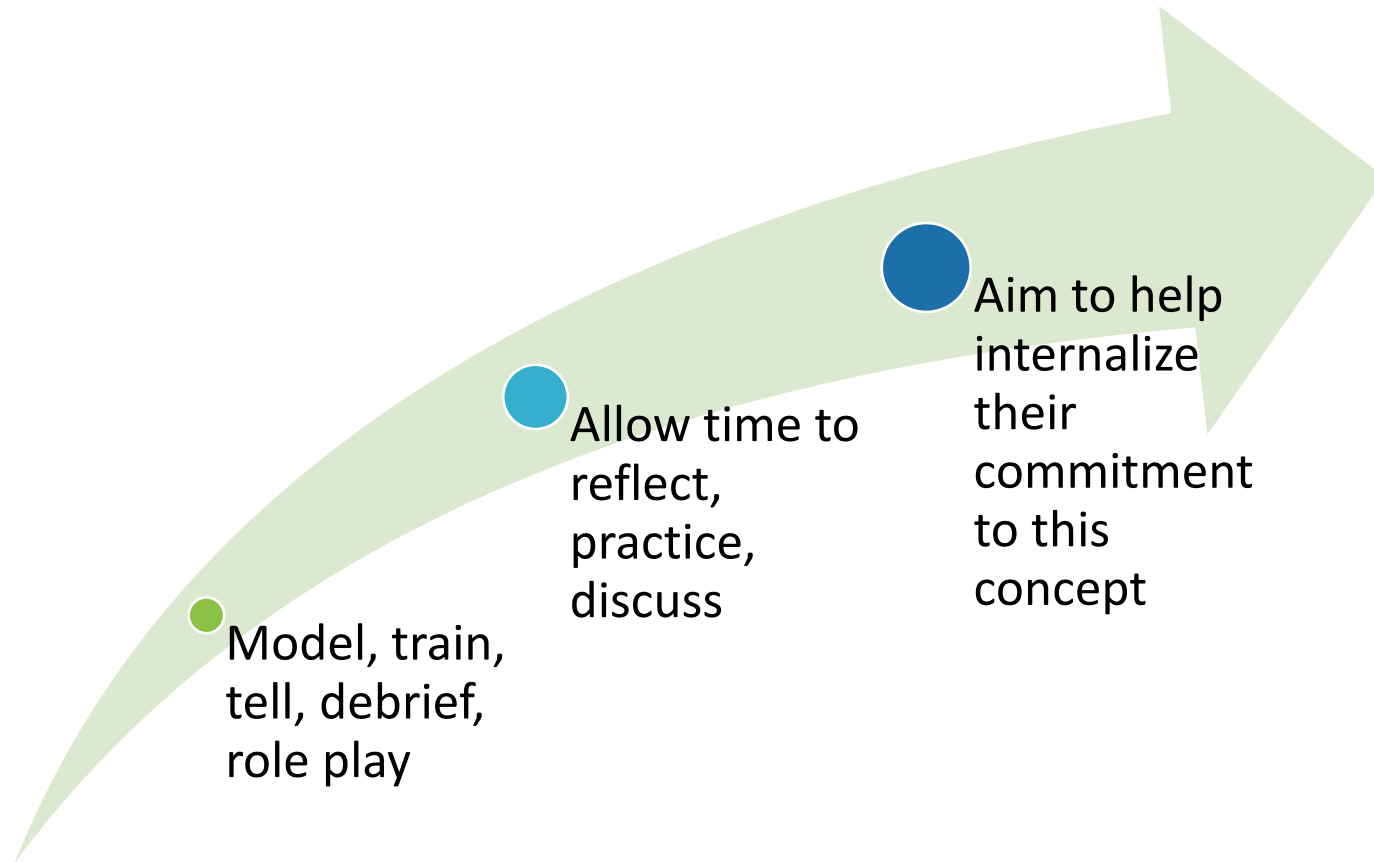 Model, train,
tell, debrief,
role play
Allow time to
reflect,
practice,
discuss
Aim to help
internalize
their
commitment
to this
concept